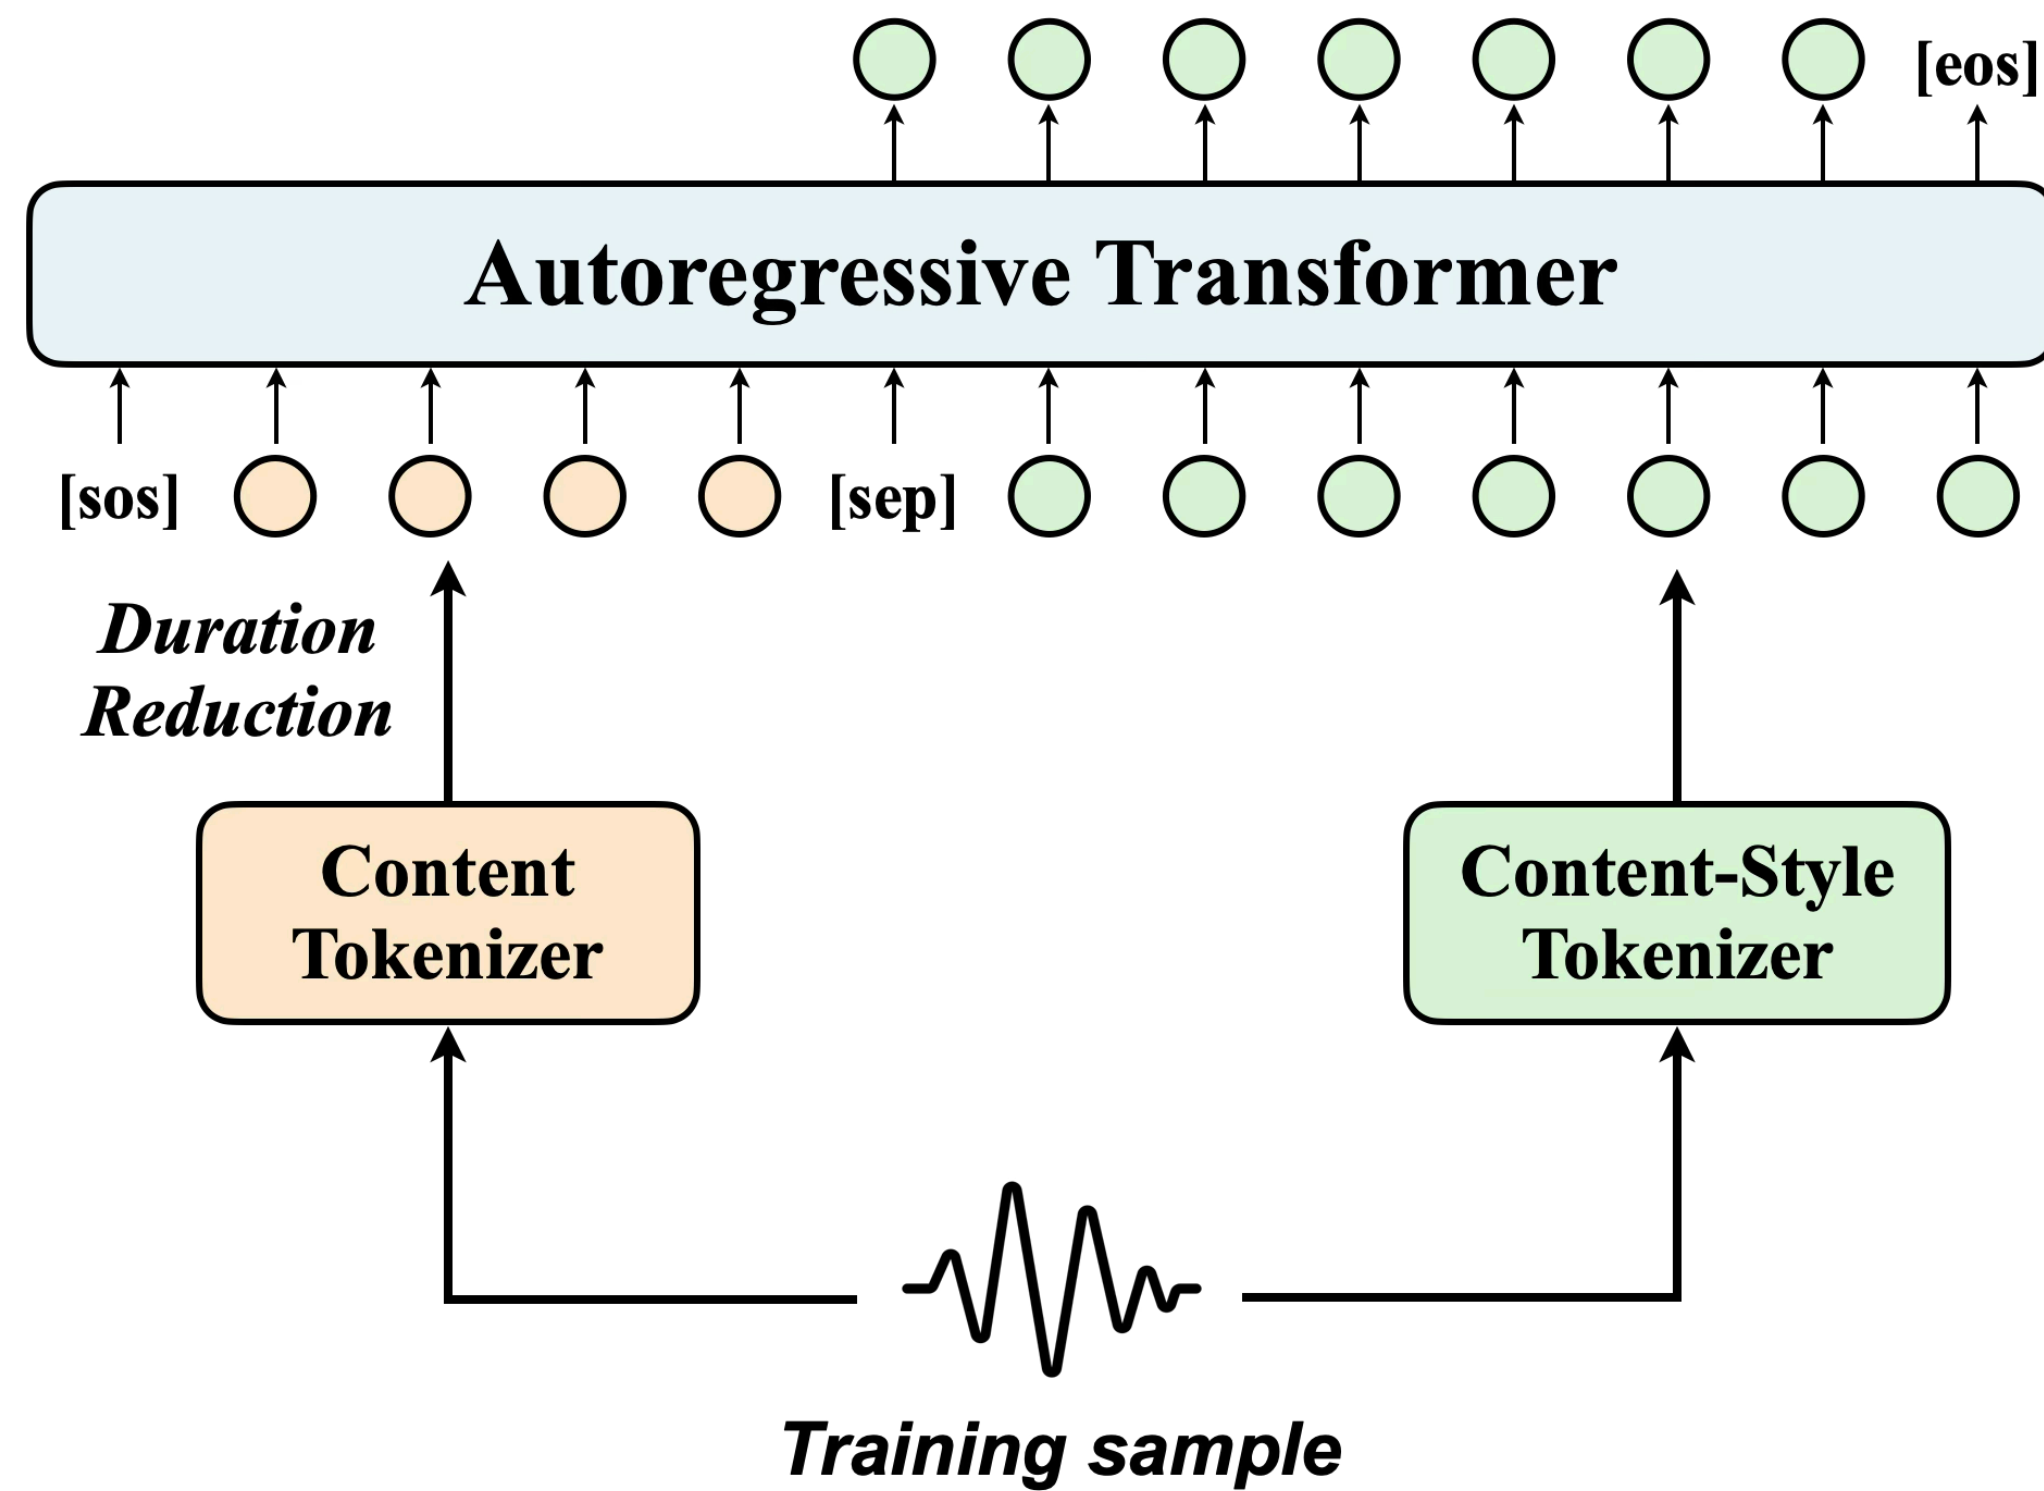 [eos]
Autoregressive Transformer
[sos]
[sep]
Duration
Reduction
Content
Tokenizer
Content-Style
Tokenizer
Training sample